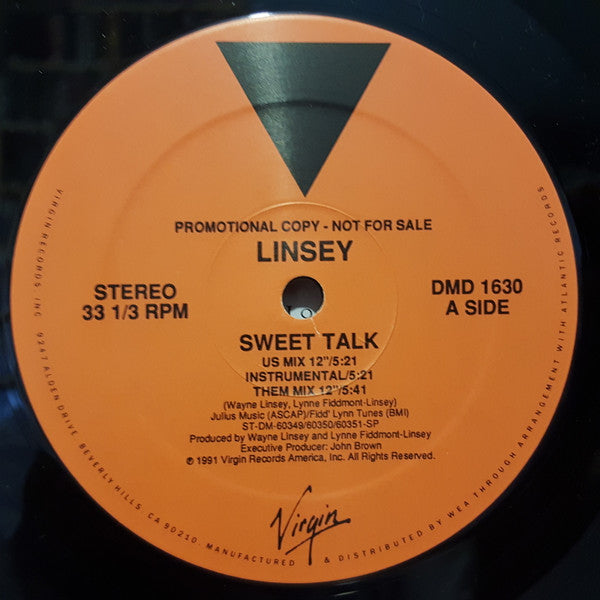 PROMOTIONAL COPY - NOT FOR SALE
LINSEY
STEREO
33 1/3 RPM
DMD 1630
A SIDE
SWEET TALK
US MIX 12"/5:21
INSTRUMENTAL/5:21
THEM MIX 12"/5:41
(Wayne Linsey, Lynne Fiddmont-Linsey)
Julius Music (ASCAP)/Fidd' Lynn Tunes (BMI)
ST-DM-60349/60350/60351-SP
Produced by Wayne Linsey and Lynne Fiddmont-Linsey
Executive Producer: John Brown
℗ 1991 Virgin Records America, Inc. All Rights Reserved.
Virgin
VIRGIN RECORDS INC. 9247 ALDEN DRIVE, BEVERLY HILLS, CA 90210. MANUFACTURED & DISTRIBUTED BY WEA THROUGH ARRANGEMENT WITH ATLANTIC RECORDS